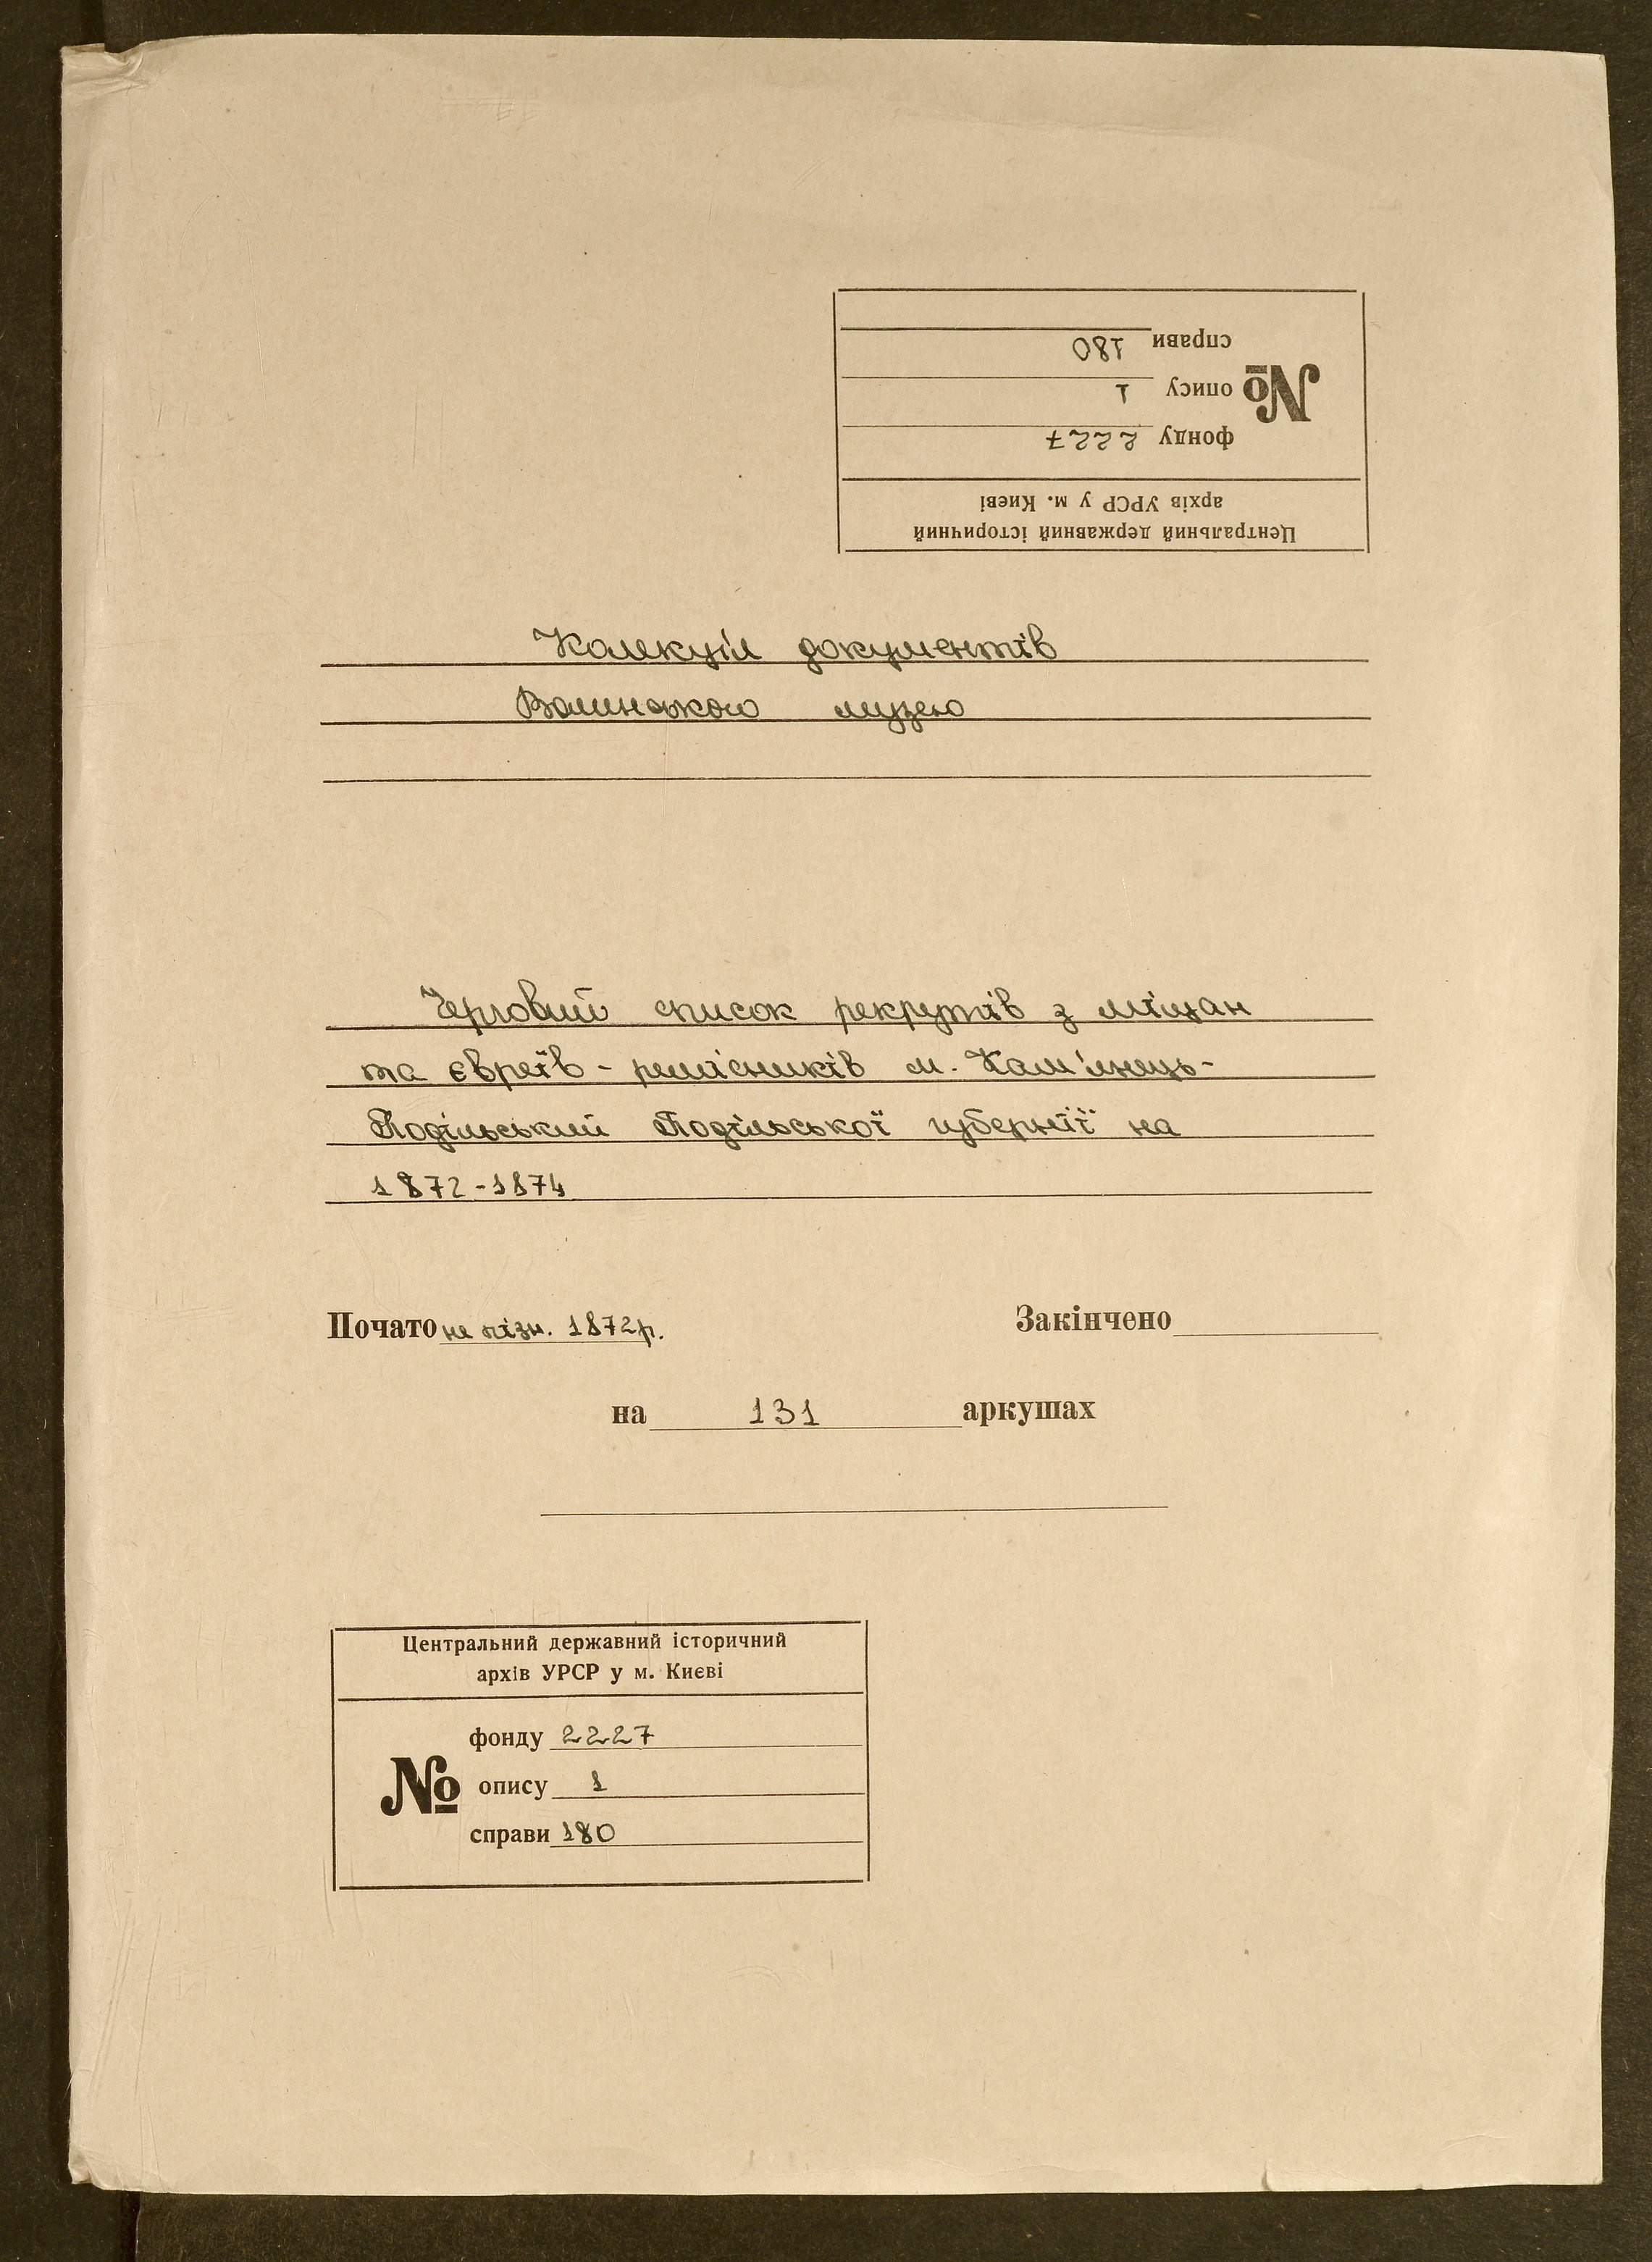 справи 180
№ опису 1
фонду 2227
Центральний державний історичний
архів УРСР у м. Києві
Колекція документів
Волинського музею
Черговий список рекрутів з міщан
та євреїв - ремісників м. Кам'янець-
Подільський Подільської губернії на
1872-1874
Почато не пізн. 1872р. Закінчено
на 131 аркушах
Центральний державний історичний
архів УРСР у м. Києві
фонду 2227
№ опису 1
справи 180